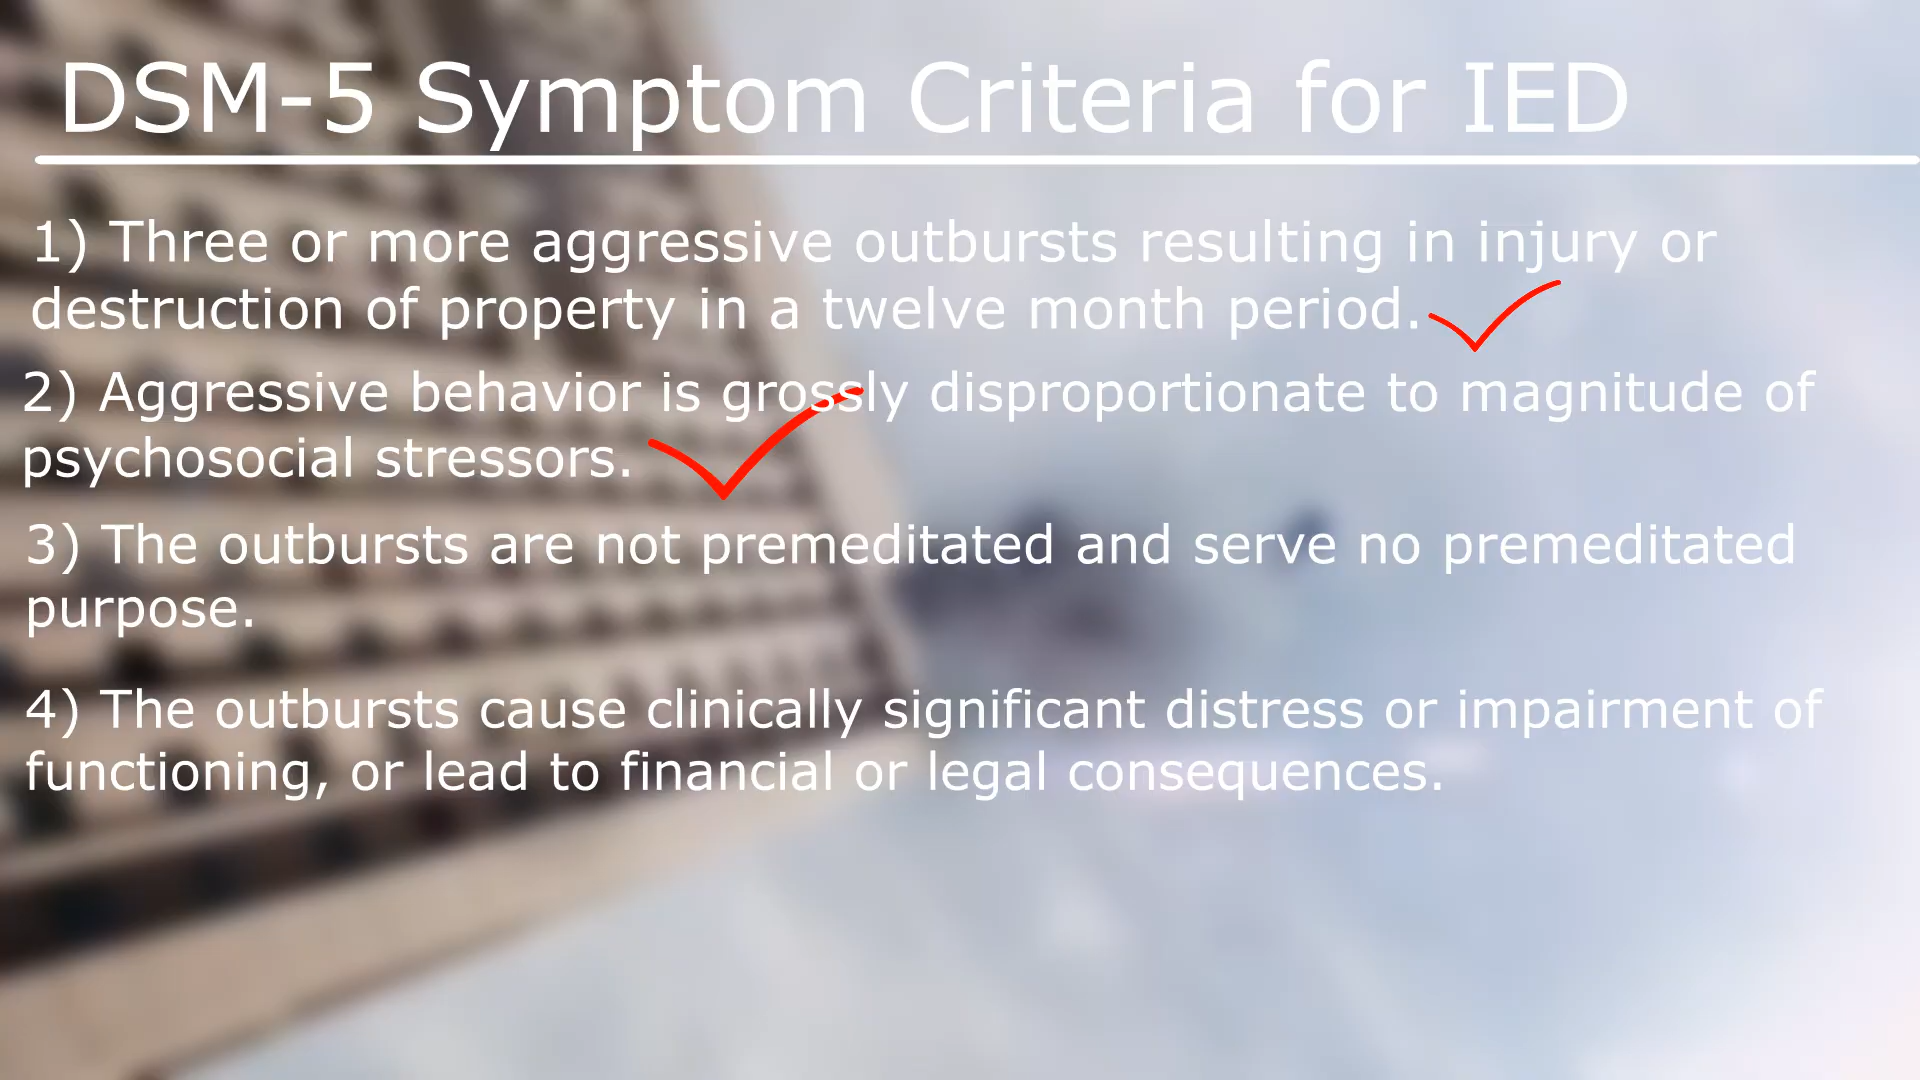 DSM-5 Symptom Criteria for IED
1) Three or more aggressive outbursts resulting in injury or
destruction of property in a twelve month period.
2) Aggressive behavior is grossly disproportionate to magnitude of
psychosocial stressors.
3) The outbursts are not premeditated and serve no premeditated
purpose.
4) The outbursts cause clinically significant distress or impairment of
functioning, or lead to financial or legal consequences.